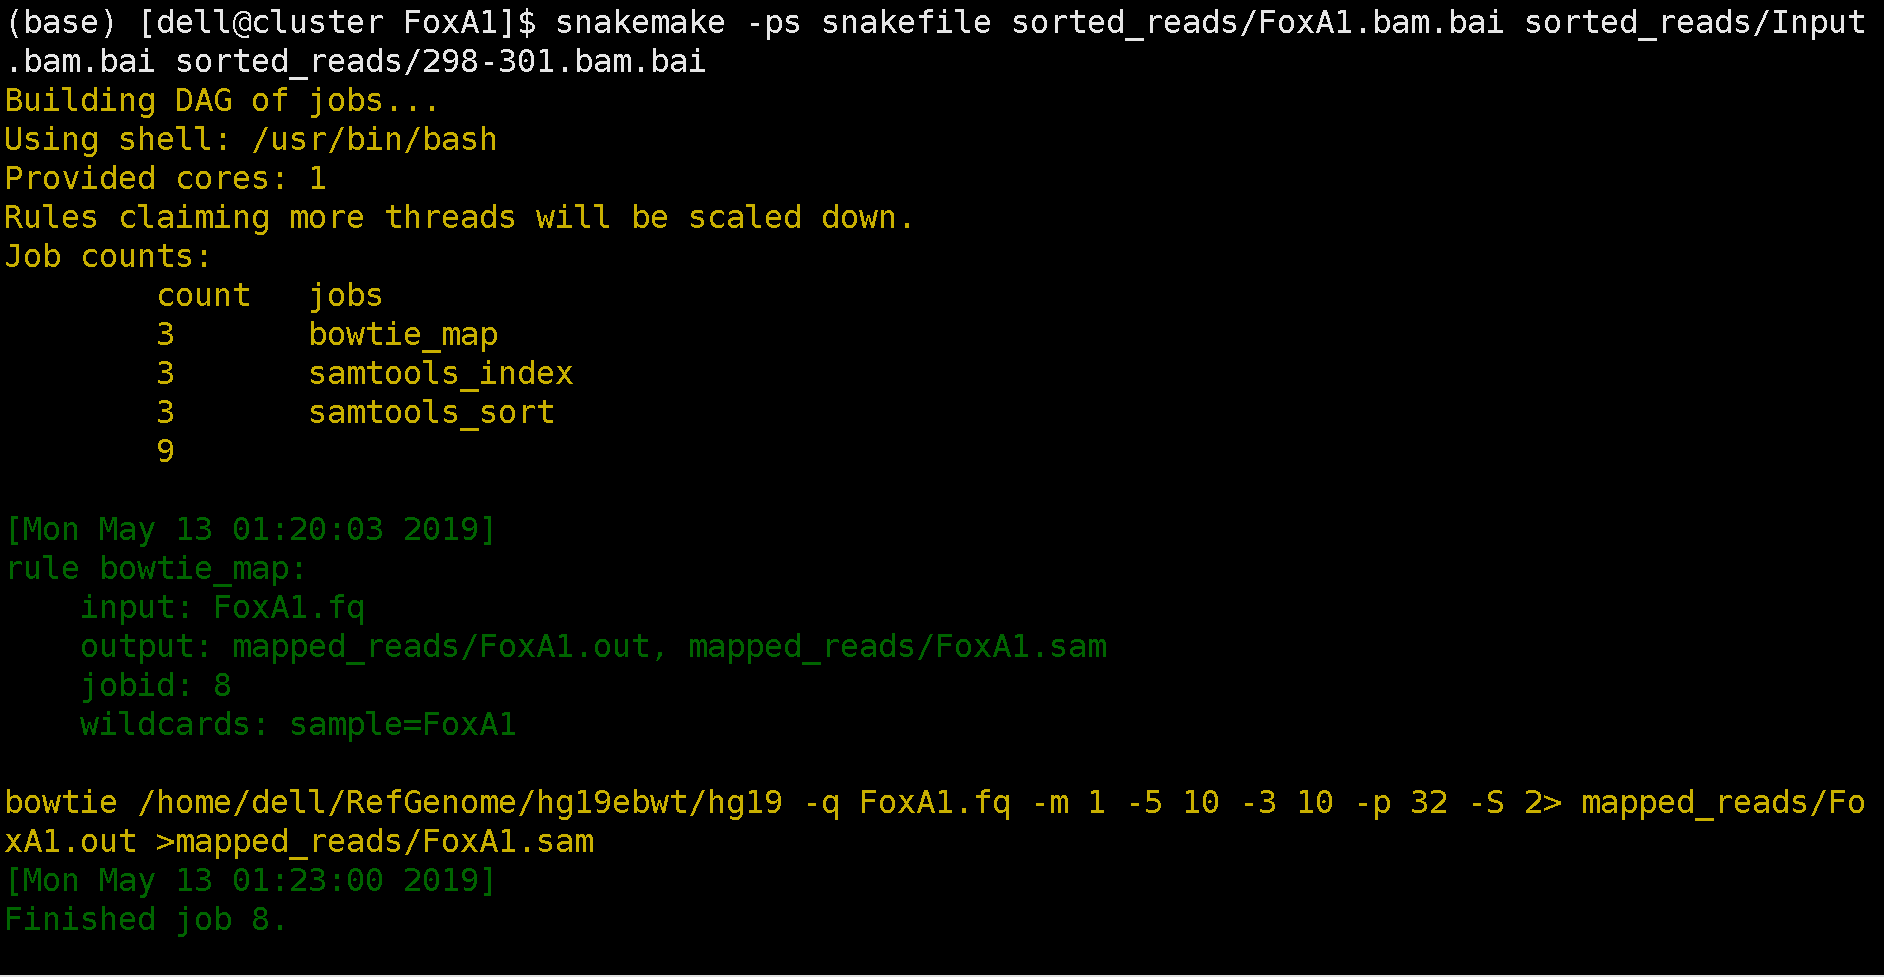 (base) [dell@cluster FoxA1]$ snakemake -ps snakefile sorted_reads/FoxA1.bam.bai sorted_reads/Input
.bam.bai sorted_reads/298-301.bam.bai
Building DAG of jobs...
Using shell: /usr/bin/bash
Provided cores: 1
Rules claiming more threads will be scaled down.
Job counts:
        count   jobs
        3       bowtie_map
        3       samtools_index
        3       samtools_sort
        9

[Mon May 13 01:20:03 2019]
rule bowtie_map:
    input: FoxA1.fq
    output: mapped_reads/FoxA1.out, mapped_reads/FoxA1.sam
    jobid: 8
    wildcards: sample=FoxA1

bowtie /home/dell/RefGenome/hg19ebwt/hg19 -q FoxA1.fq -m 1 -5 10 -3 10 -p 32 -S 2> mapped_reads/Fo
xA1.out >mapped_reads/FoxA1.sam
[Mon May 13 01:23:00 2019]
Finished job 8.